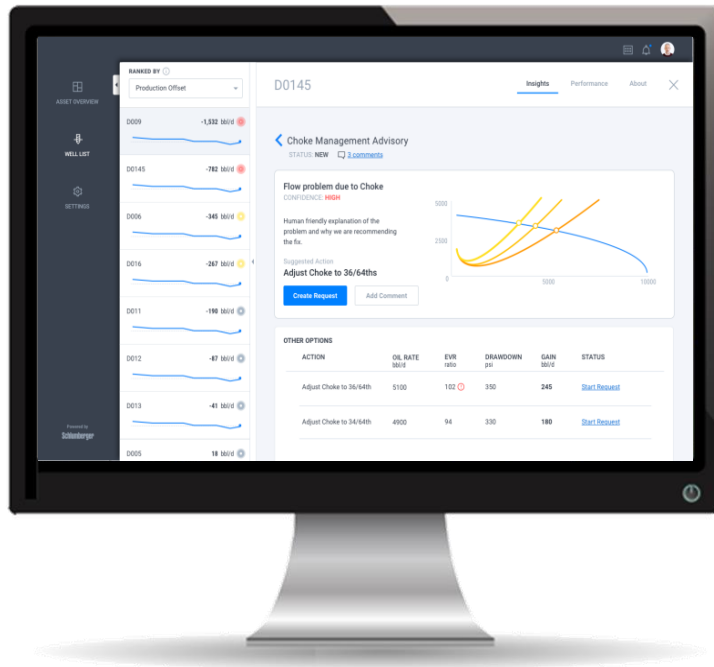 RANKED BY
Production Offset
D0145
Insights
Performance
About
ASSET OVERVIEW
WELL LIST
SETTINGS
Powered by
Schlumberger
D009 -1,532 bbl/d
D0145 -782 bbl/d
D006 -345 bbl/d
D016 -267 bbl/d
D011 -190 bbl/d
D012 -87 bbl/d
D013 -41 bbl/d
D005 18 bbl/d
Choke Management Advisory
STATUS: NEW 3 comments
Flow problem due to Choke
CONFIDENCE: HIGH
Human friendly explanation of the
problem and why we are recommending
the fix.
Suggested Action
Adjust Choke to 36/64ths
Create Request
Add Comment
5000
2500
0
5000
10000
OTHER OPTIONS
ACTION OIL RATE EVR DRAWDOWN GAIN STATUS
bbl/d ratio psi bbl/d
Adjust Choke to 36/64th 5100 102 350 245 Start Request
Adjust Choke to 34/64th 4900 94 330 180 Start Request